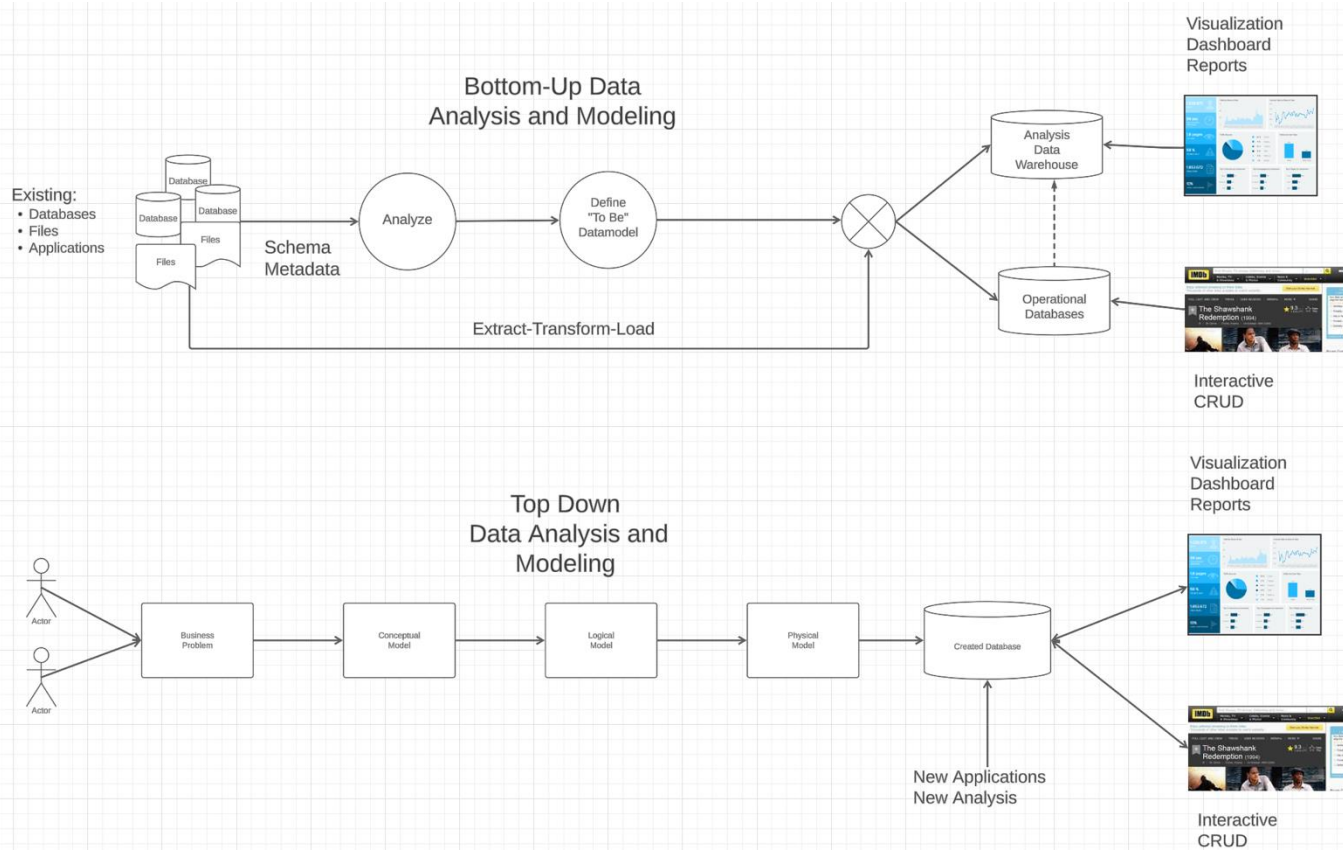 Visualization
Dashboard
Reports
Bottom-Up Data
Analysis and Modeling
Existing:
• Databases
• Files
• Applications
Database
Database
Database
Files
Files
Schema
Metadata
Analyze
Define
"To Be"
Datamodel
Extract-Transform-Load
Analysis
Data
Warehouse
Operational
Databases
IMDb
The Shawshank
Redemption (1994)
Interactive
CRUD
Visualization
Dashboard
Reports
Top Down
Data Analysis and
Modeling
Actor
Actor
Business
Problem
Conceptual
Model
Logical
Model
Physical
Model
Created Database
New Applications
New Analysis
IMDb
The Shawshank
Redemption (1994)
Interactive
CRUD